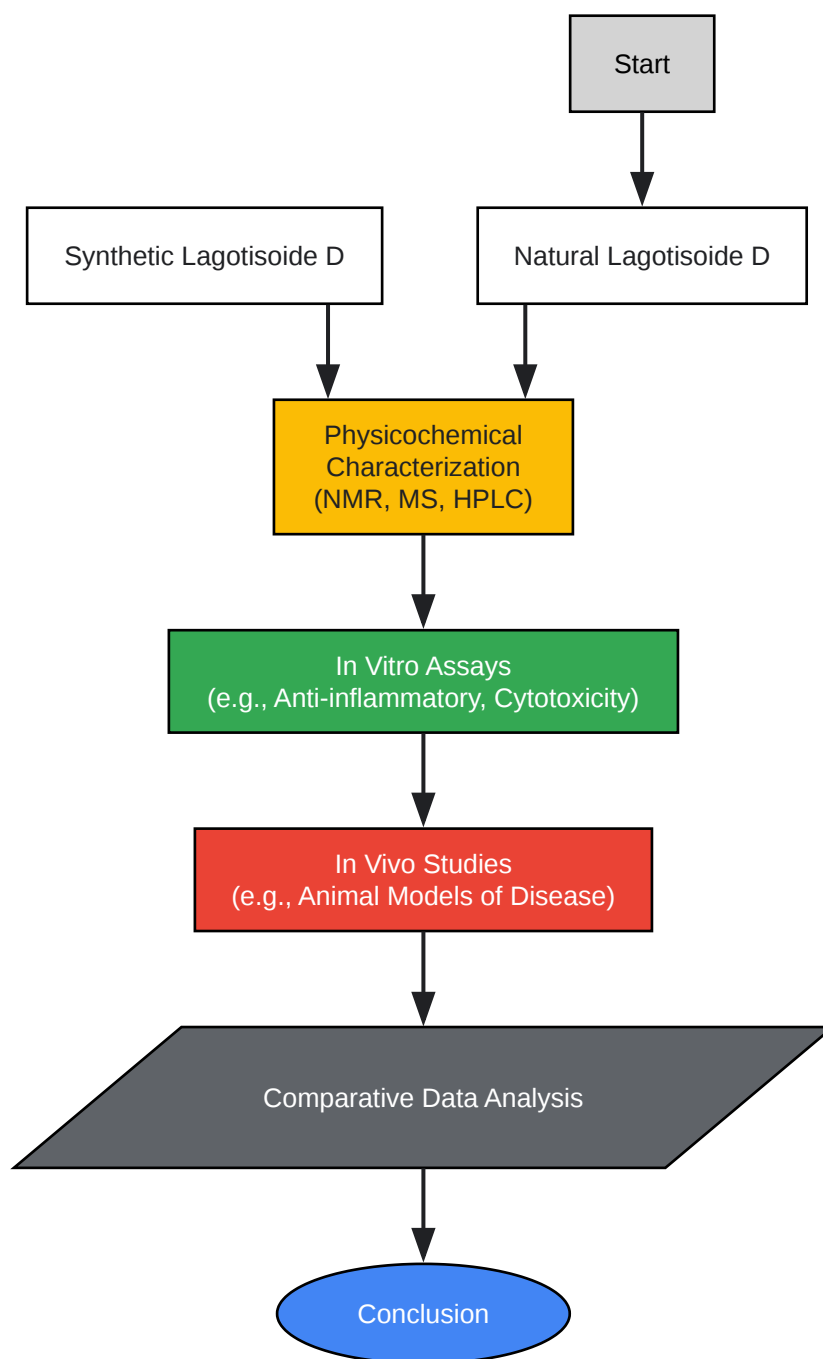 Start
Synthetic Lagotisoide D
Natural Lagotisoide D
Physicochemical
Characterization
(NMR, MS, HPLC)
In Vitro Assays
(e.g., Anti-inflammatory, Cytotoxicity)
In Vivo Studies
(e.g., Animal Models of Disease)
Comparative Data Analysis
Conclusion